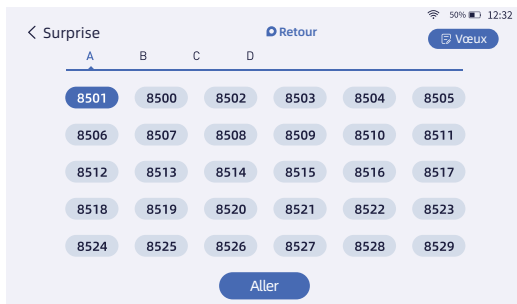 50% 12:32
Surprise Retour Vœux
A B C D
8501 8500 8502 8503 8504 8505
8506 8507 8508 8509 8510 8511
8512 8513 8514 8515 8516 8517
8518 8519 8520 8521 8522 8523
8524 8525 8526 8527 8528 8529
Aller